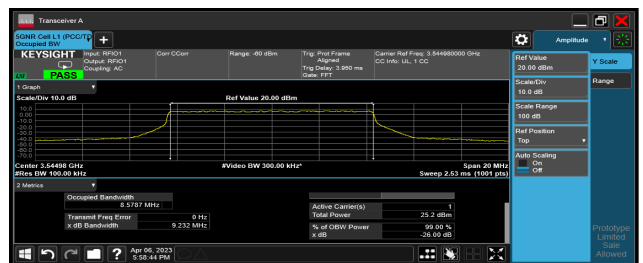 Transceiver A
5GNR Cell L1 (PCC/TD
Occupied BW
Amplitude
KEYSIGHT
LXI
PASS
Input: RFIO1
Output: RFIO1
Coupling: AC
Corr CCorr
Range: -60 dBm
Trig: Prot Frame
Aligned
Trig Delay: 3.950 ms
Gate: FFT
Carrier Ref Freq: 3.544980000 GHz
CC Info: UL, 1 CC
Ref Value
20.00 dBm
Y Scale
Scale/Div
10.0 dB
Range
Scale Range
100 dB
Ref Position
Top
Auto Scaling
On
Off
1 Graph
Scale/Div 10.0 dB
Ref Value 20.00 dBm
10.0
0.00
-10.0
-20.0
-30.0
-40.0
-50.0
-60.0
-70.0
Center 3.54498 GHz
#Video BW 300.00 kHz*
Span 20 MHz
#Res BW 100.00 kHz
Sweep 2.53 ms (1001 pts)
2 Metrics
Occupied Bandwidth
8.5787 MHz
Transmit Freq Error
0 Hz
x dB Bandwidth
9.232 MHz
Active Carrier(s)
1
Total Power
25.2 dBm
% of OBW Power
99.00 %
x dB
-26.00 dB
Prototype
Limited
Sale
Allowed
Apr 06, 2023
5:58:44 PM